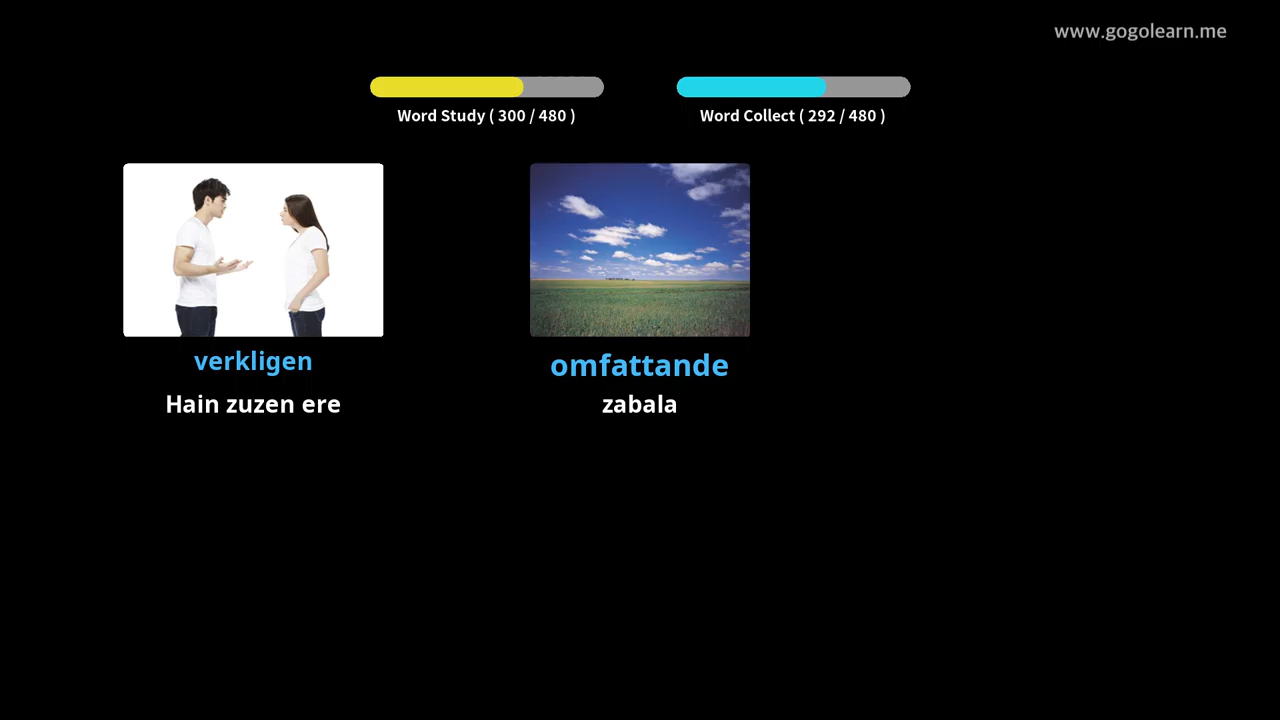 www.gogolearn.me
Word Study ( 300 / 480 )
Word Collect ( 292 / 480 )
verkligen
Hain zuzen ere
omfattande
zabala